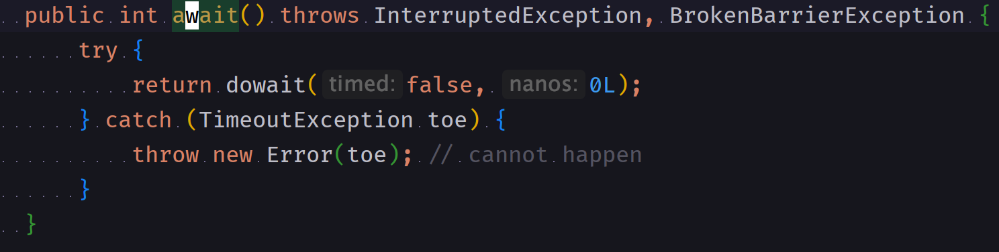 public int await() throws InterruptedException, BrokenBarrierException {
try {
return dowait( timed: false, nanos: 0L);
} catch (TimeoutException toe) {
throw new Error(toe); // cannot happen
}
}